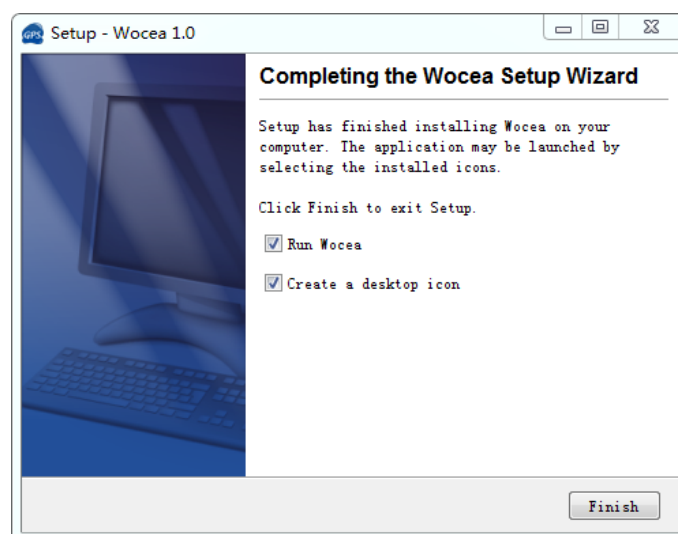 GPS
Setup - Wocea 1.0
Completing the Wocea Setup Wizard
Setup has finished installing Wocea on your
computer. The application may be launched by
selecting the installed icons.
Click Finish to exit Setup.
Run Wocea
Create a desktop icon
Finish